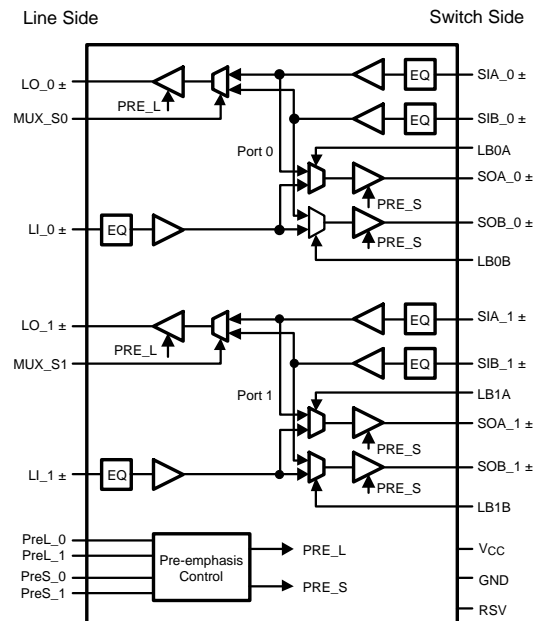 Line Side
Switch Side
LO_0 ±
EQ
SIA_0 ±
PRE_L
MUX_S0
EQ
SIB_0 ±
Port 0
LB0A
SOA_0 ±
PRE_S
LI_0 ±
EQ
SOB_0 ±
PRE_S
LB0B
LO_1 ±
EQ
SIA_1 ±
PRE_L
MUX_S1
EQ
SIB_1 ±
Port 1
LB1A
SOA_1 ±
PRE_S
LI_1 ±
EQ
SOB_1 ±
PRE_S
LB1B
PreL_0
PreL_1
PreS_0
PreS_1
Pre-emphasis
Control
PRE_L
PRE_S
VCC
GND
RSV